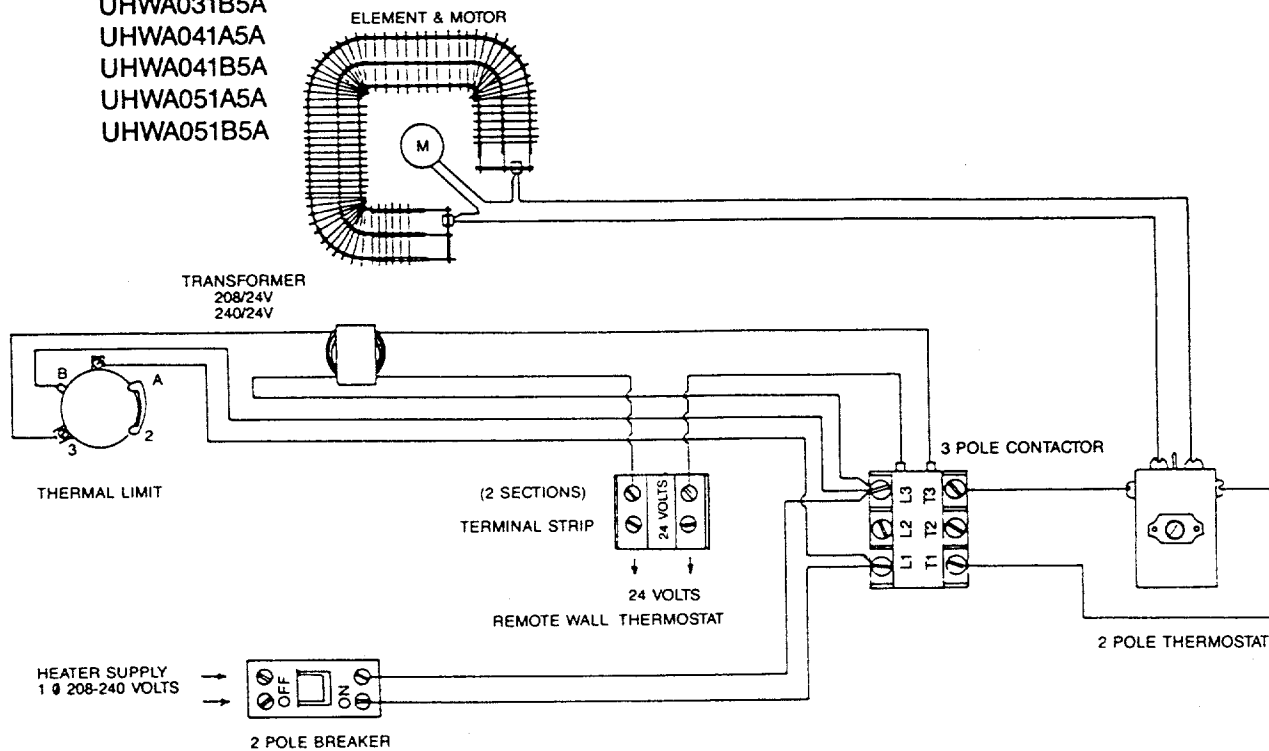 UHWA031B5A
UHWA041A5A
UHWA041B5A
UHWA051A5A
UHWA051B5A
ELEMENT & MOTOR
M
TRANSFORMER
208/24V
240/24V
B
A
3
2
THERMAL LIMIT
(2 SECTIONS)
TERMINAL STRIP
24 VOLTS
24 VOLTS
REMOTE WALL THERMOSTAT
3 POLE CONTACTOR
L3 T3
L2 T2
L1 T1
2 POLE THERMOSTAT
HEATER SUPPLY
1 Ø 208-240 VOLTS
OFF
ON
2 POLE BREAKER